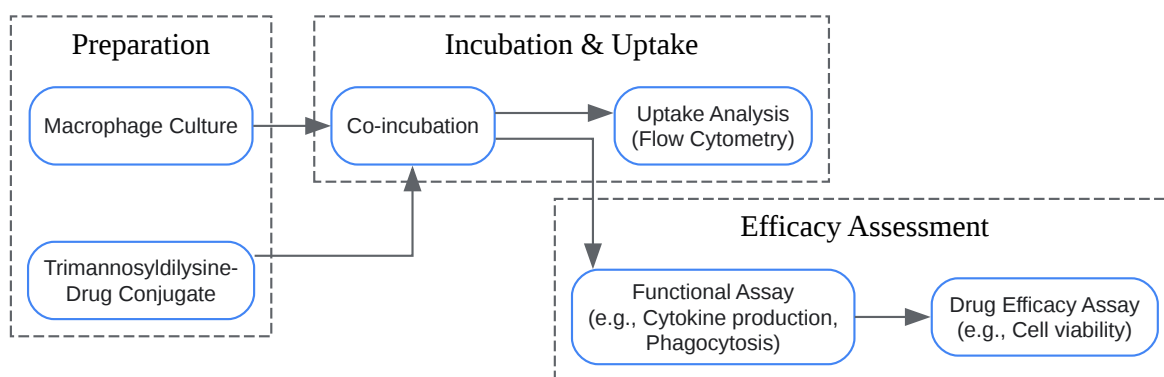 Preparation
Macrophage Culture
Trimannosyldilysine-
Drug Conjugate
Incubation & Uptake
Co-incubation
Uptake Analysis
(Flow Cytometry)
Efficacy Assessment
Functional Assay
(e.g., Cytokine production,
Phagocytosis)
Drug Efficacy Assay
(e.g., Cell viability)